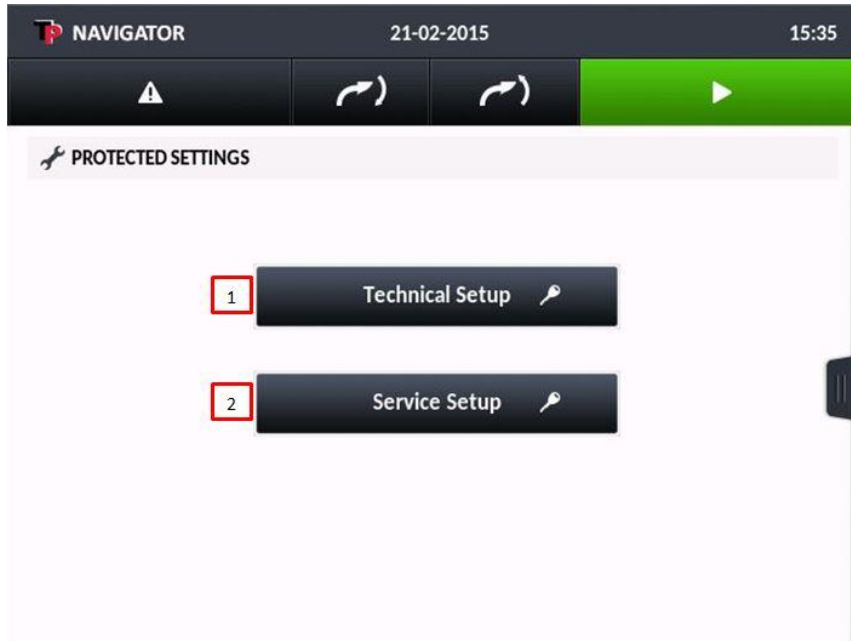 TP NAVIGATOR 21-02-2015 15:35
PROTECTED SETTINGS
1 Technical Setup
2 Service Setup